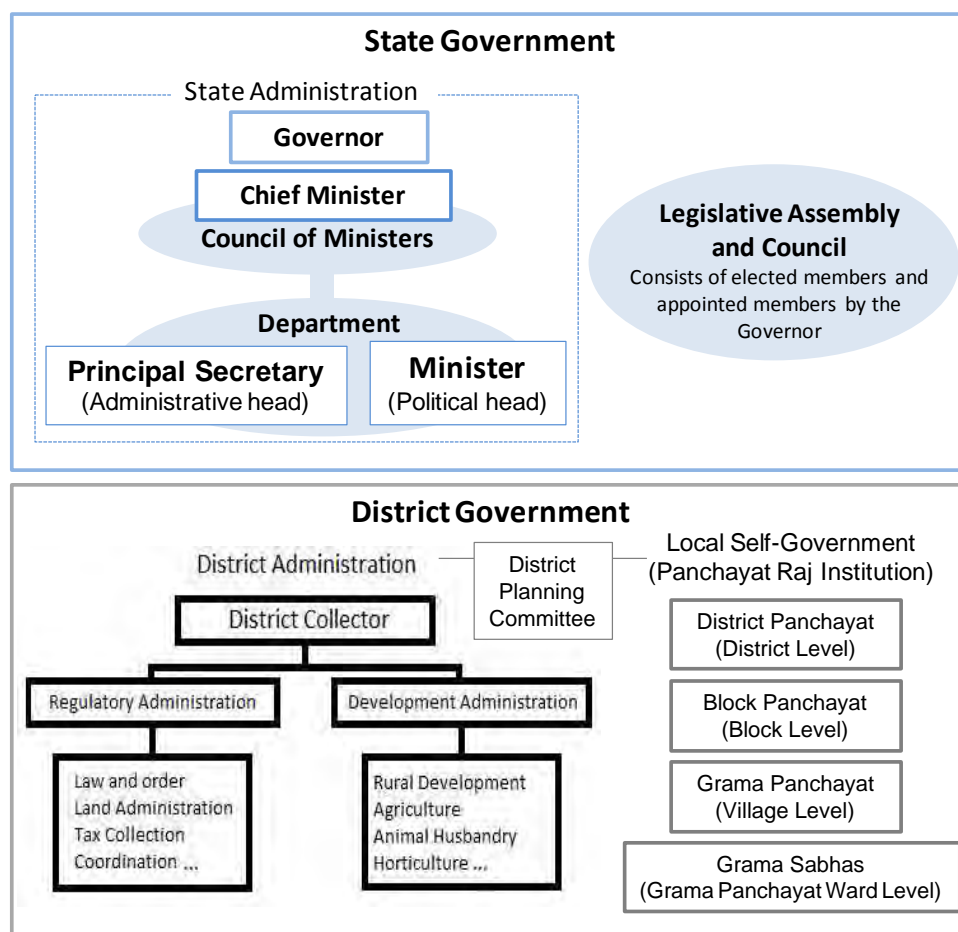 State Government
State Administration
Governor
Chief Minister
Council of Ministers
Department
Principal Secretary
(Administrative head)
Minister
(Political head)
Legislative Assembly
and Council
Consists of elected members and
appointed members by the
Governor
District Government
District Administration
District
Planning
Committee
Local Self-Government
(Panchayat Raj Institution)
District Collector
Regulatory Administration
Development Administration
Law and order
Land Administration
Tax Collection
Coordination ...
Rural Development
Agriculture
Animal Husbandry
Horticulture ...
District Panchayat
(District Level)
Block Panchayat
(Block Level)
Grama Panchayat
(Village Level)
Grama Sabhas
(Grama Panchayat Ward Level)